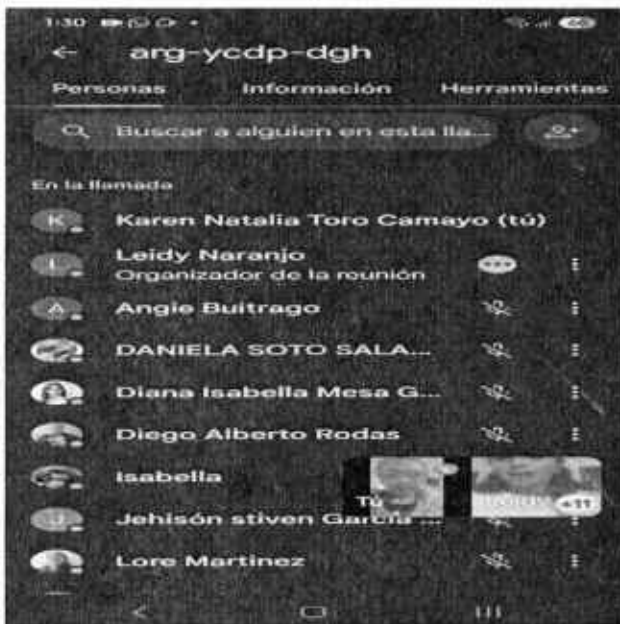 1:30
arg-ycdp-dgh
Personas Información Herramientas
Buscar a alguien en esta lla...
En la llamada
K Karen Natalia Toro Camayo (tú)
L Leidy Naranjo
Organizador de la reunión
A Angie Buitrago
DANIELA SOTO SALA...
Diana Isabella Mesa G...
Diego Alberto Rodas
Isabella
Tú
+11
J Jehisón stiven García ...
Lore Martinez